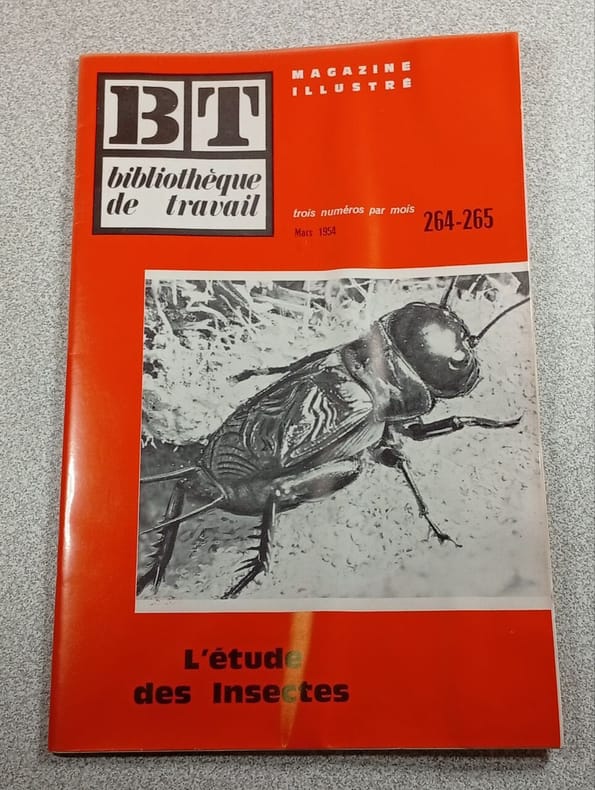 BT
bibliothèque
de travail
MAGAZINE
ILLUSTRÉ
trois numéros par mois
Mars 1954
264-265
L'étude
des Insectes